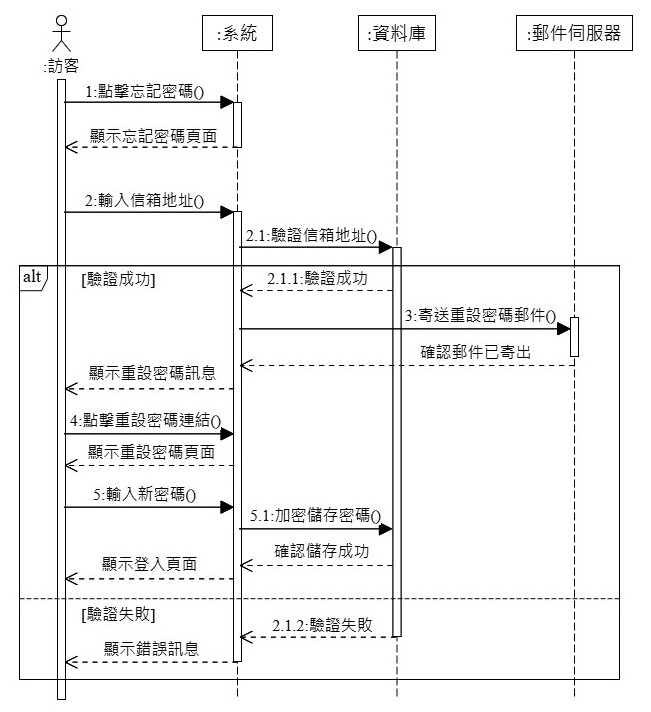 :訪客
:系統
:資料庫
:郵件伺服器
1:點擊忘記密碼()
顯示忘記密碼頁面
2:輸入信箱地址()
2.1:驗證信箱地址()
alt
[驗證成功]
2.1.1:驗證成功
3:寄送重設密碼郵件()
確認郵件已寄出
顯示重設密碼訊息
4:點擊重設密碼連結()
顯示重設密碼頁面
5:輸入新密碼()
5.1:加密儲存密碼()
確認儲存成功
顯示登入頁面
[驗證失敗]
2.1.2:驗證失敗
顯示錯誤訊息